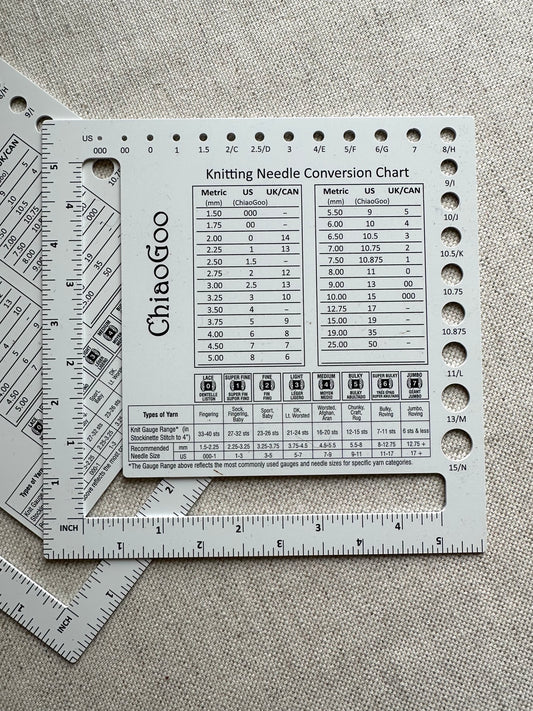 US 000 00 0 1 1.5 2/C 2.5/D 3 4/E 5/F 6/G 7 8/H
9/I
10/J
10.5/K
10.75
10.875
11/L
13/M
15/N
ChiaoGoo
Knitting Needle Conversion Chart
Metric US UK/CAN
(mm) (ChiaoGoo)
1.50 000 –
1.75 00 –
2.00 0 14
2.25 1 13
2.50 1.5 –
2.75 2 12
3.00 2.5 13
3.25 3 10
3.50 4 –
3.75 5 9
4.00 6 8
4.50 7 7
5.00 8 6
Metric US UK/CAN
(mm) (ChiaoGoo)
5.50 9 5
6.00 10 4
6.50 10.5 3
7.00 10.75 2
7.50 10.875 1
8.00 11 0
9.00 13 00
10.00 15 000
12.75 17 –
15.00 19 –
19.00 35 –
25.00 50 –
LACE SUPER FINE FINE LIGHT MEDIUM BULKY SUPER BULKY JUMBO
0 1 2 3 4 5 6 7
Types of Yarn Fingering Sock, Fingering, Baby Sport, Baby DK, Lt. Worsted Worsted, Afghan, Aran Chunky, Craft, Rug Bulky, Roving Jumbo, Roving
Knit Gauge Range* (in Stockinette Stitch to 4") 33-40 sts 27-32 sts 23-26 sts 21-24 sts 16-20 sts 12-15 sts 7-11 sts 6 sts & less
Recommended Needle Size mm 1.5-2.25 2.25-3.25 3.25-3.75 3.75-4.5 4.5-5.5 5.5-8 8-12.75 12.75 +
US 000-1 1-3 3-5 5-7 7-9 9-11 11-17 17 +
*The Gauge Range above reflects the most commonly used gauges and needle sizes for specific yarn categories.
5
4
3
2
1
INCH 1 2 3 4
1 2 3 4 5
INCH
9/I
UK/CAN